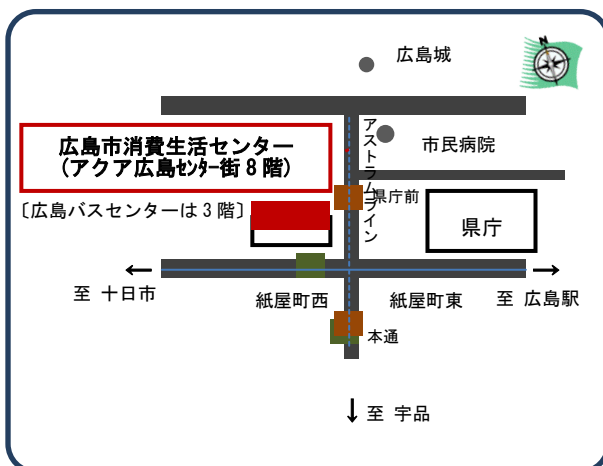 N
広島城
アストラムライン
市民病院
広島市消費生活センター
(アクア広島センター街8階)
〔広島バスセンターは3階〕
県庁前
県庁
至 十日市
紙屋町西
紙屋町東
至 広島駅
本通
至 宇品